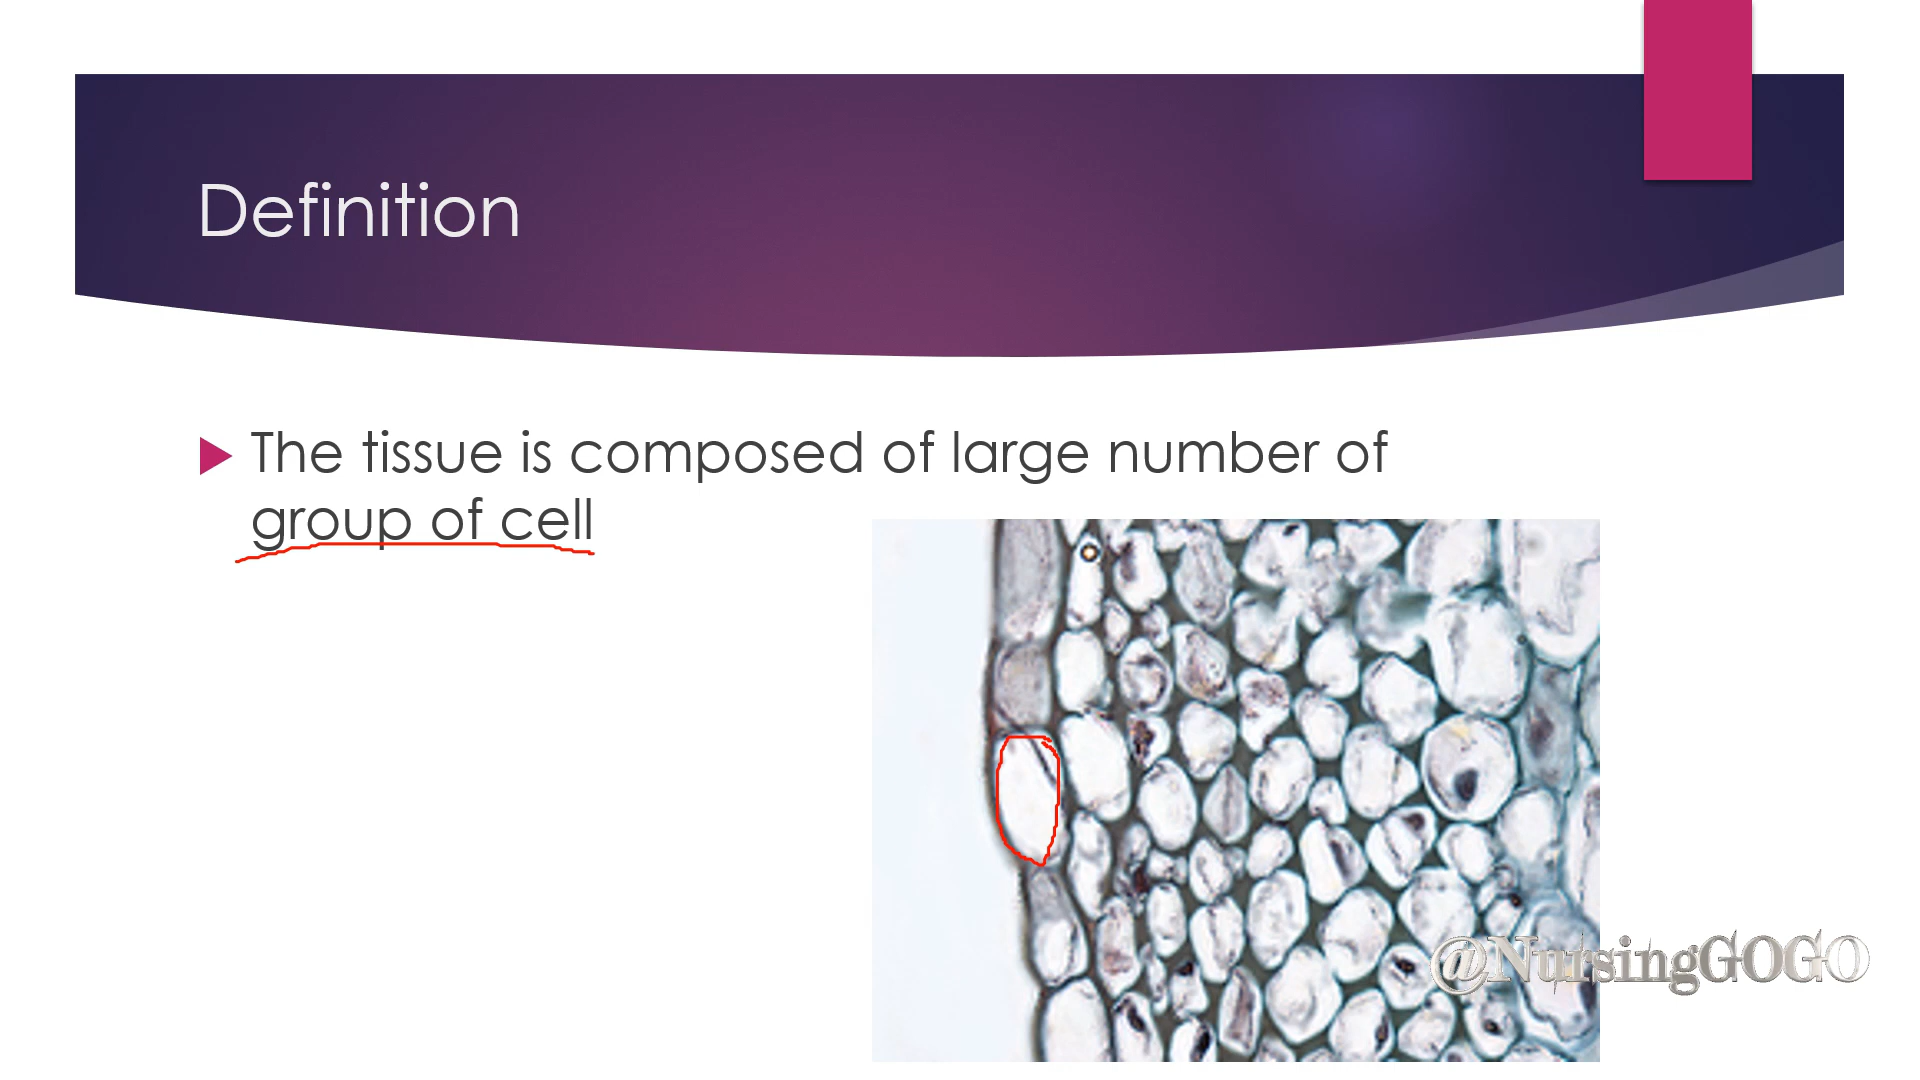 Definition
The tissue is composed of large number of
group of cell
@NursingGOGO